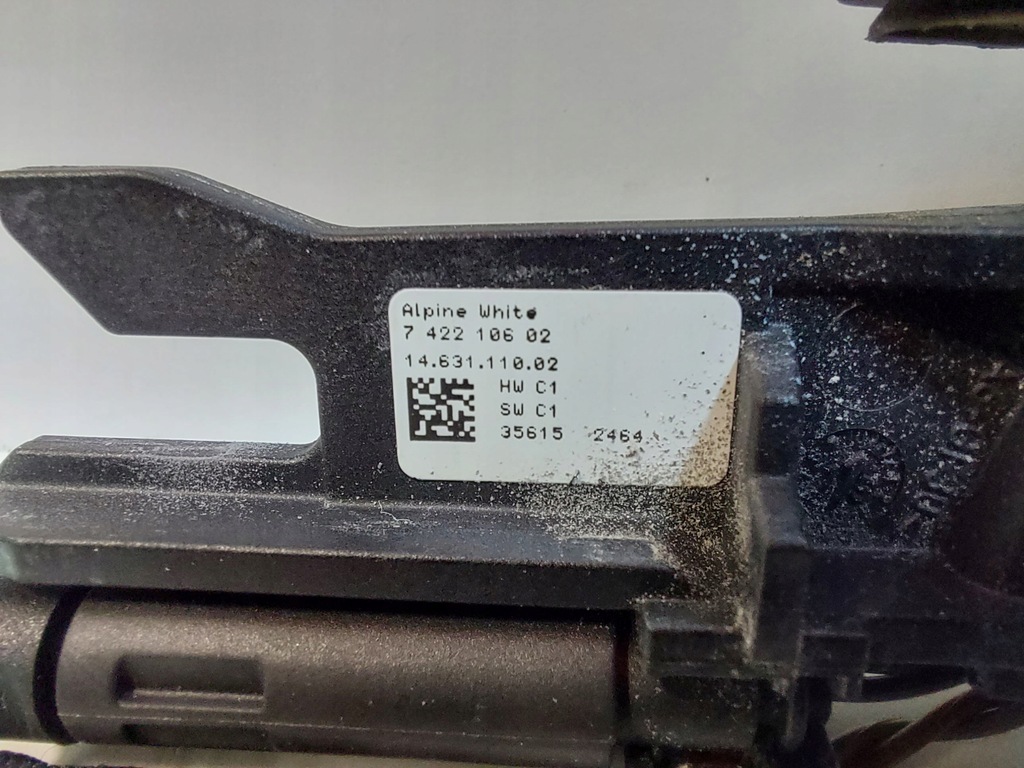 Alpine White
7 422 106 02
14.631.110.02
HW C1
SW C1
35615 2464